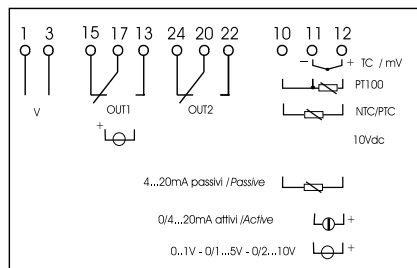 1 3 15 17 13 24 20 22 10 11 12
− + TC / mV
PT100
V OUT1 OUT2 NTC/PTC
+
10Vdc
4...20mA passivi /Passive
0/4...20mA attivi /Active +
0..1V - 0/1...5V - 0/2...10V +